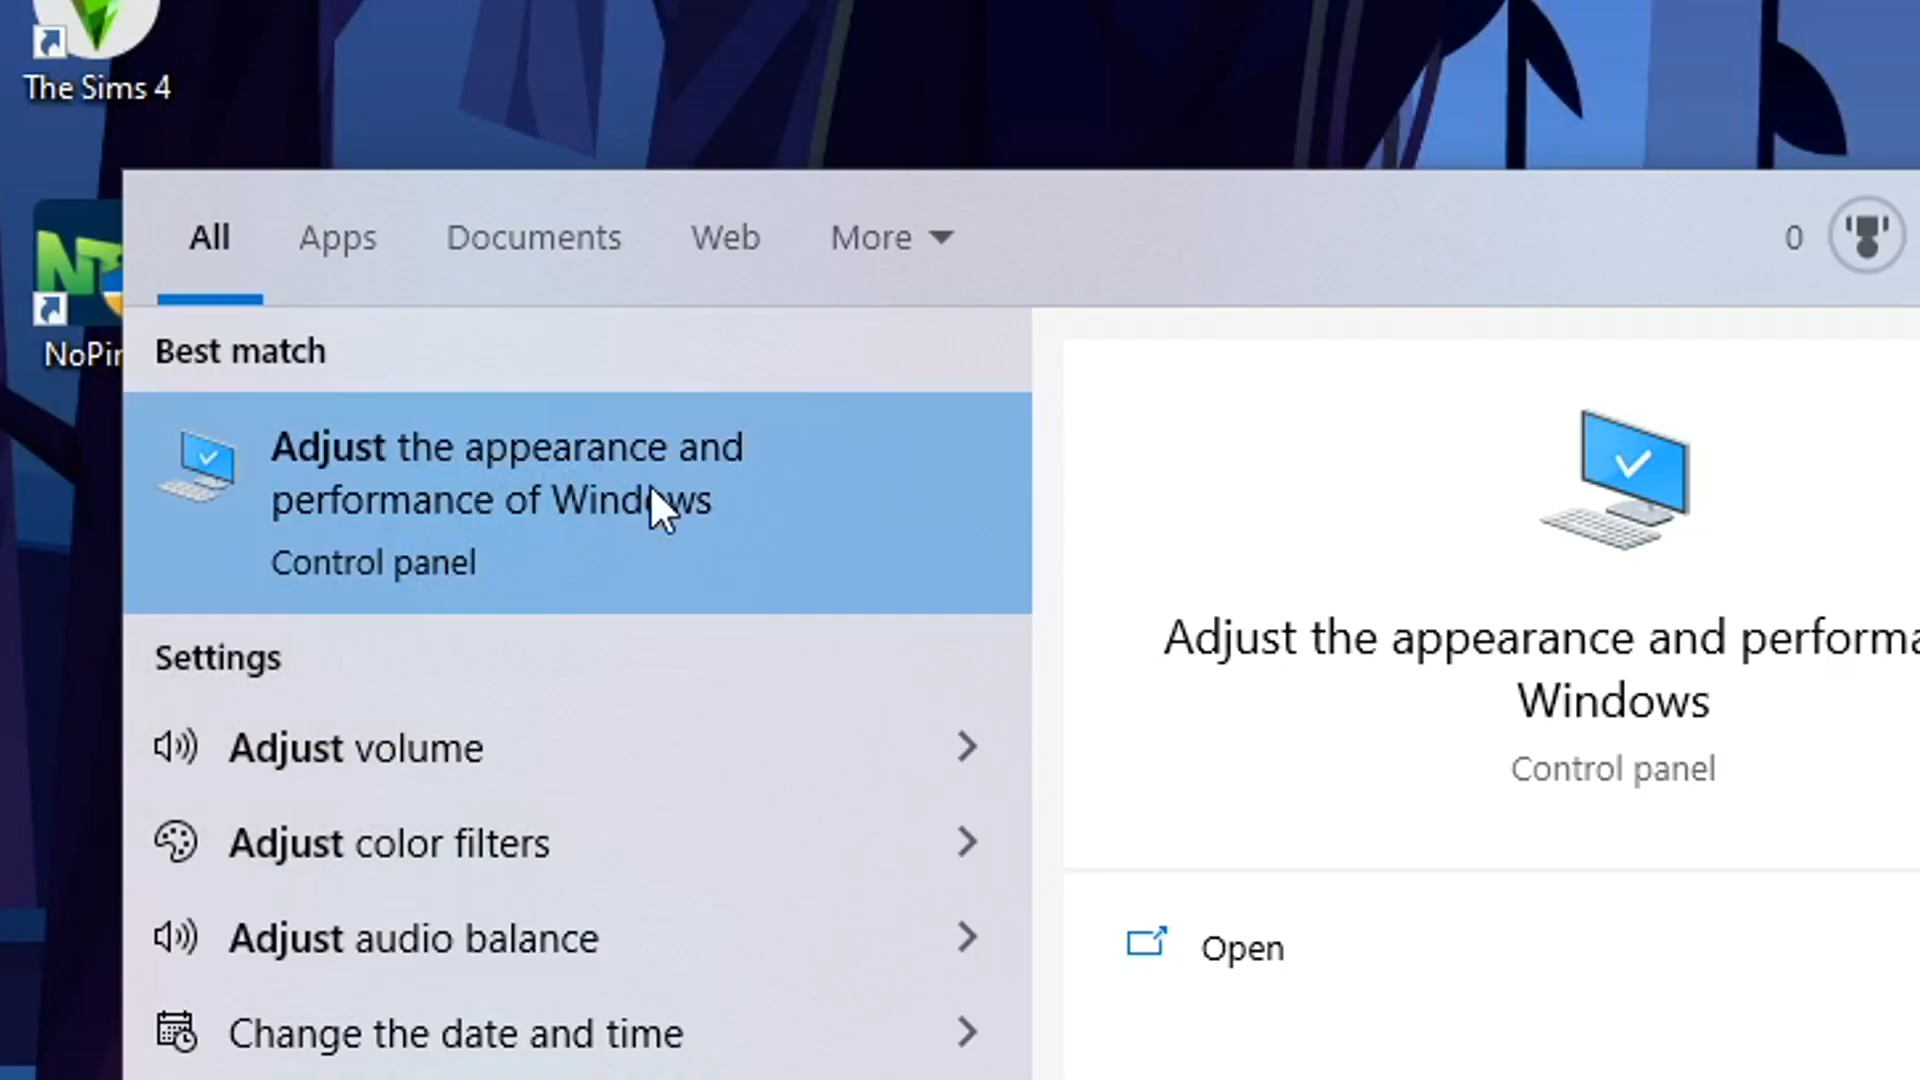 The Sims 4
All Apps Documents Web More 0
NoPin
Best match
Adjust the appearance and
performance of Windows
Control panel
Settings
Adjust volume
Adjust color filters
Adjust audio balance
Change the date and time
Adjust the appearance and performa
Windows
Control panel
Open